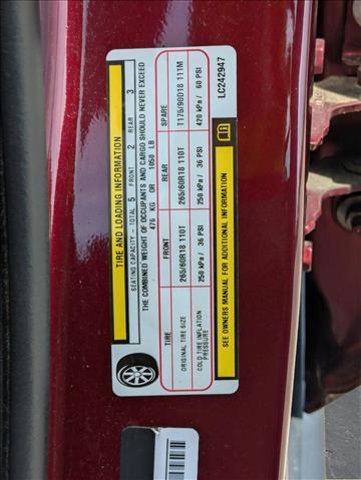 TIRE AND LOADING INFORMATION
SEATING CAPACITY - TOTAL 5 FRONT 2 REAR 3
THE COMBINED WEIGHT OF OCCUPANTS AND CARGO SHOULD NEVER EXCEED
476 KG OR 1050 LB
TIRE FRONT REAR SPARE
ORIGINAL TIRE SIZE 265/60R18 110T 265/60R18 110T T175/90D18 111M
COLD TIRE INFLATION PRESSURE 250 kPa / 36 PSI 250 kPa / 36 PSI 420 kPa / 60 PSI
SEE OWNERS MANUAL FOR ADDITIONAL INFORMATION
LC242947